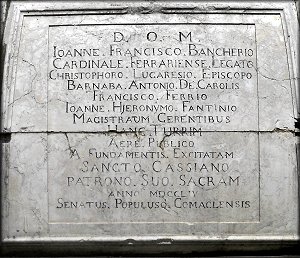 D. O. M.
IOANNE. FRANCISCO. BANCHERIO
CARDINALE. FERRARIENSE. LEGATO
CHRISTOPHORO. LUGARESIO. EPISCOPO
BARNABA. ANTONIO. DE. CAROLIS
FRANCISCO. FERRIO
IOANNE. HJERONYMO. FANTINIO
MAGISTRATUM GERENTIBUS
HANC TURRIM
AERE PUBLICO
A FUNDAMENTIS EXCITATAM
SANCTO CASSIANO
PATRONO SUO SACRAM
ANNO
SENATUS POPULUSQ. COMACLENSIS